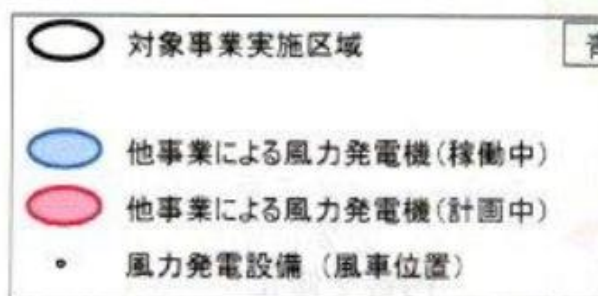 対象事業実施区域
青
他事業による風力発電機(稼働中)
他事業による風力発電機(計画中)
風力発電設備 (風車位置)